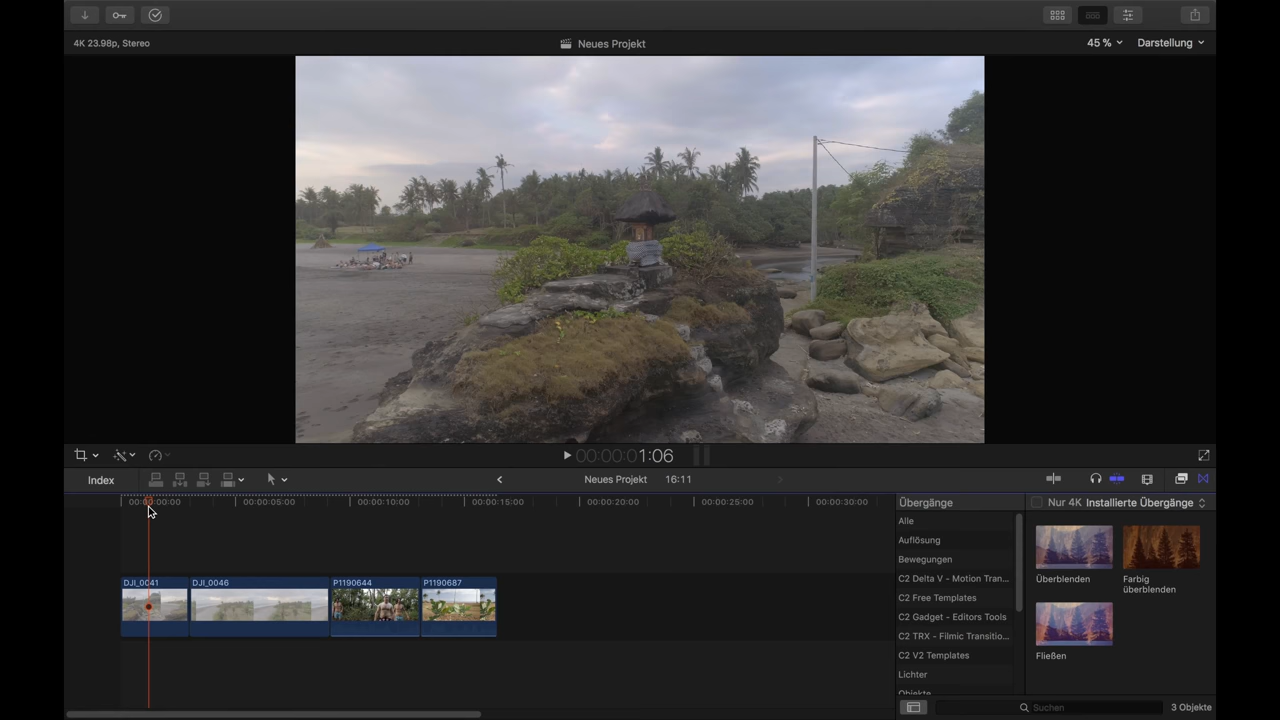 4K 23.98p, Stereo
Neues Projekt
45 %
Darstellung
00:00:00:01:06
Index
Neues Projekt
16:11
00:00:00:00
00:00:05:00
00:00:10:00
00:00:15:00
00:00:20:00
00:00:25:00
00:00:30:00
DJI_0041
DJI_0046
P1190644
P1190687
Übergänge
Alle
Auflösung
Bewegungen
C2 Delta V - Motion Tran...
C2 Free Templates
C2 Gadget - Editors Tools
C2 TRX - Filmic Transitio...
C2 V2 Templates
Lichter
Objekte
Nur 4K
Installierte Übergänge
Überblenden
Farbig
überblenden
Fließen
Suchen
3 Objekte